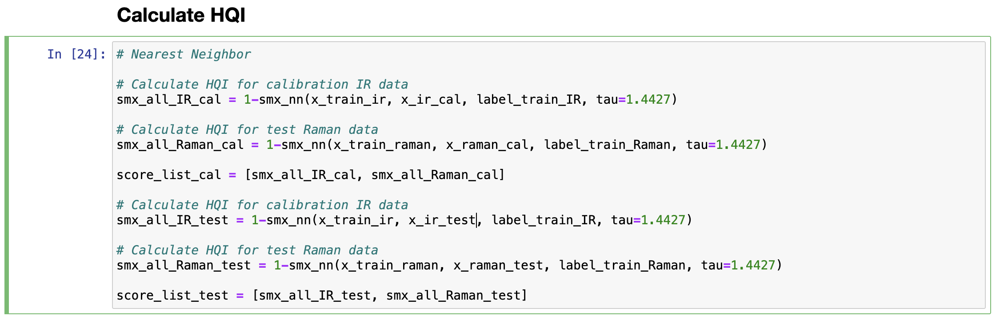 Calculate HQI
In [24]:
# Nearest Neighbor
# Calculate HQI for calibration IR data
smx_all_IR_cal = 1-smx_nn(x_train_ir, x_ir_cal, label_train_IR, tau=1.4427)
# Calculate HQI for test Raman data
smx_all_Raman_cal = 1-smx_nn(x_train_raman, x_raman_cal, label_train_Raman, tau=1.4427)
score_list_cal = [smx_all_IR_cal, smx_all_Raman_cal]
# Calculate HQI for calibration IR data
smx_all_IR_test = 1-smx_nn(x_train_ir, x_ir_test, label_train_IR, tau=1.4427)
# Calculate HQI for test Raman data
smx_all_Raman_test = 1-smx_nn(x_train_raman, x_raman_test, label_train_Raman, tau=1.4427)
score_list_test = [smx_all_IR_test, smx_all_Raman_test]